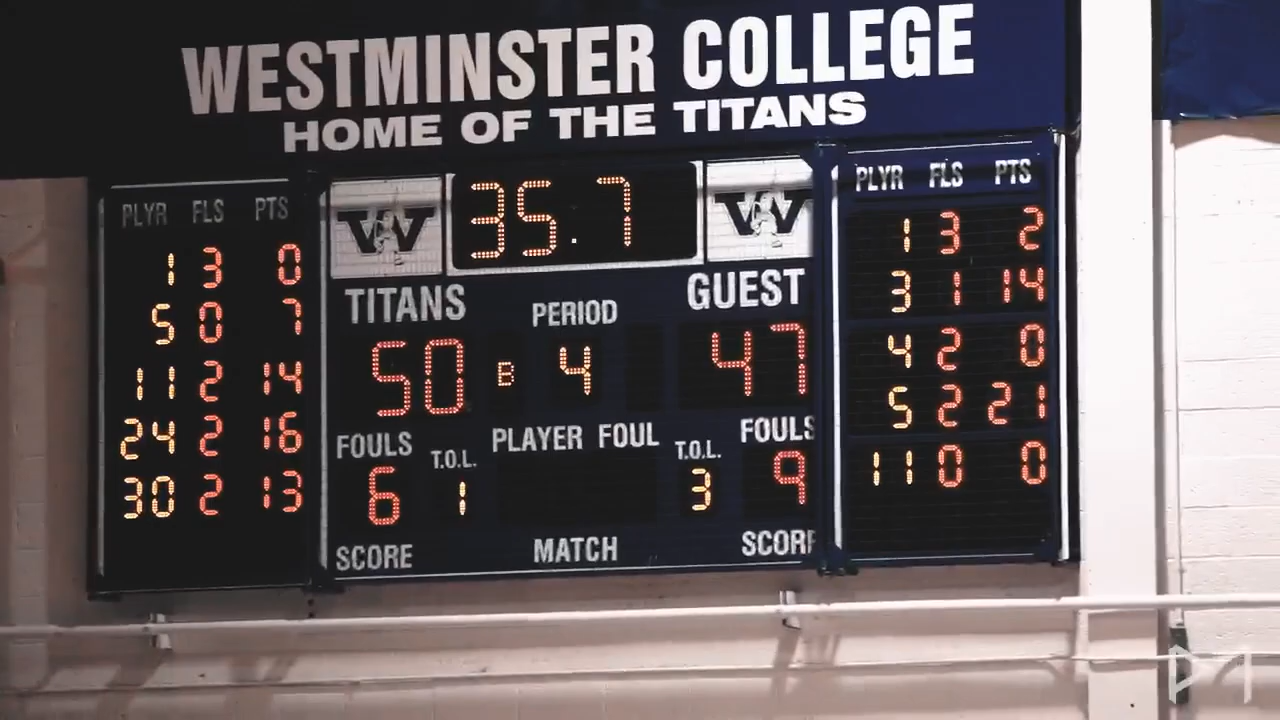 WESTMINSTER COLLEGE
HOME OF THE TITANS
PLYR FLS PTS
1 3 0
5 0 7
11 2 14
24 2 16
30 2 13
W 35.7 W
TITANS PERIOD GUEST
50 B 4 47
FOULS T.O.L. PLAYER FOUL T.O.L. FOULS
6 1 3 9
SCORE MATCH SCORE
PLYR FLS PTS
1 3 2
3 1 14
4 2 0
5 2 21
11 0 0